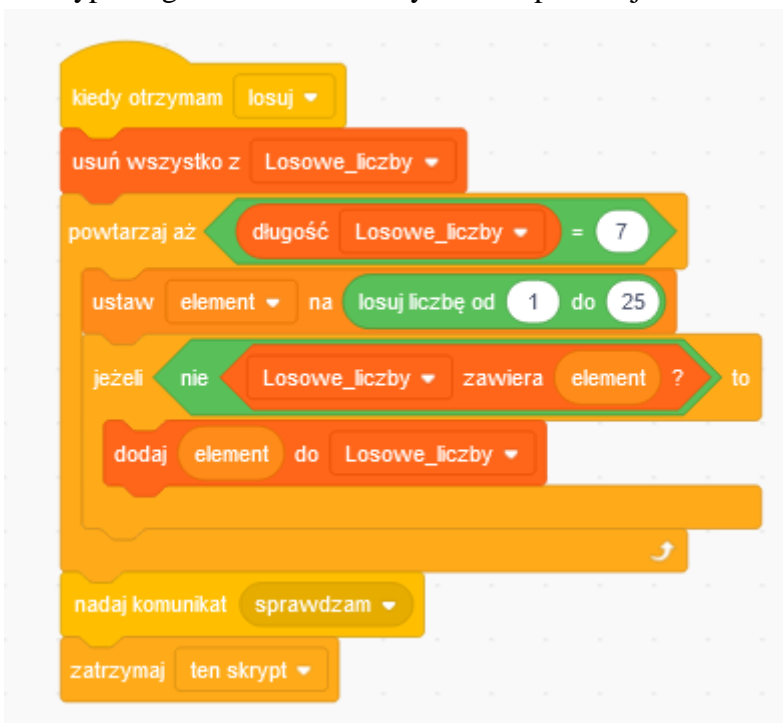 kiedy otrzymam losuj
usuń wszystko z Losowe_liczby
powtarzaj aż długość Losowe_liczby = 7
ustaw element na losuj liczbę od 1 do 25
jeżeli nie Losowe_liczby zawiera element ? to
dodaj element do Losowe_liczby
nadaj komunikat sprawdzam
zatrzymaj ten skrypt